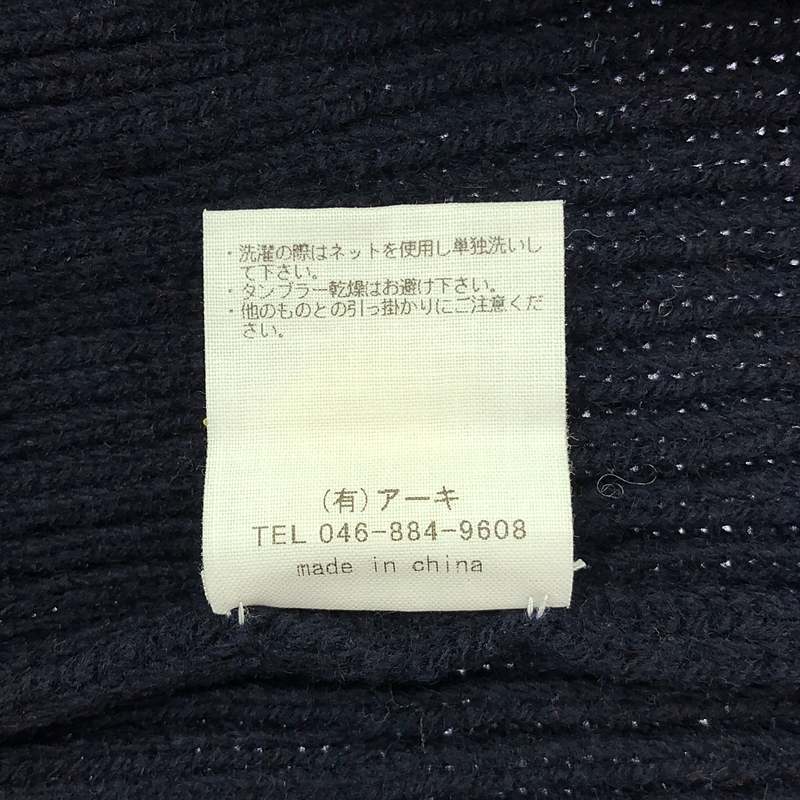 ・洗濯の際はネットを使用し単独洗いし
て下さい。
・タンブラー乾燥はお避け下さい。
・他のものとの引っ掛かりにご注意くだ
さい。
(有)アーキ
TEL 046-884-9608
made in china